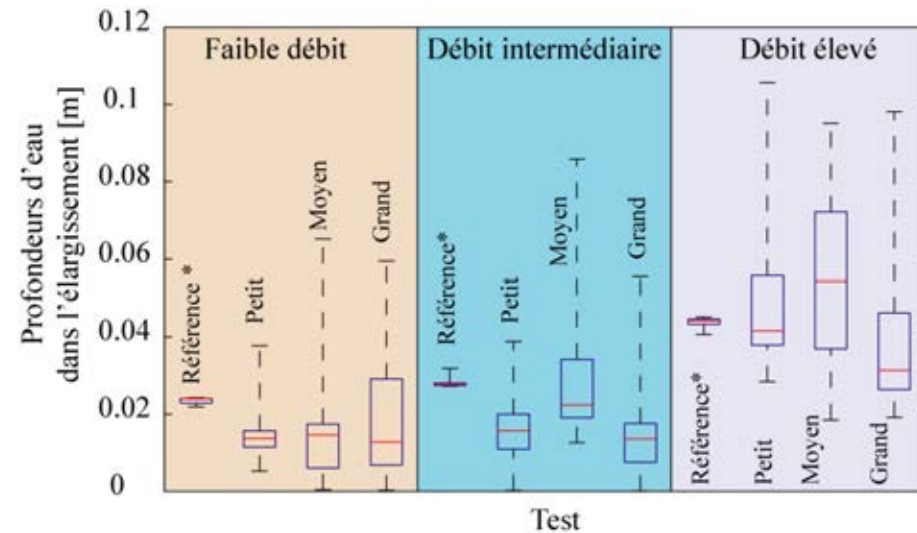 Faible débit
Débit intermédiaire
Débit élevé
Profondeurs d'eau
dans l'élargissement [m]
0.12
0.1
0.08
0.06
0.04
0.02
0
Référence *
Petit
Moyen
Grand
Référence*
Petit
Moyen
Grand
Référence*
Petit
Moyen
Grand
Test